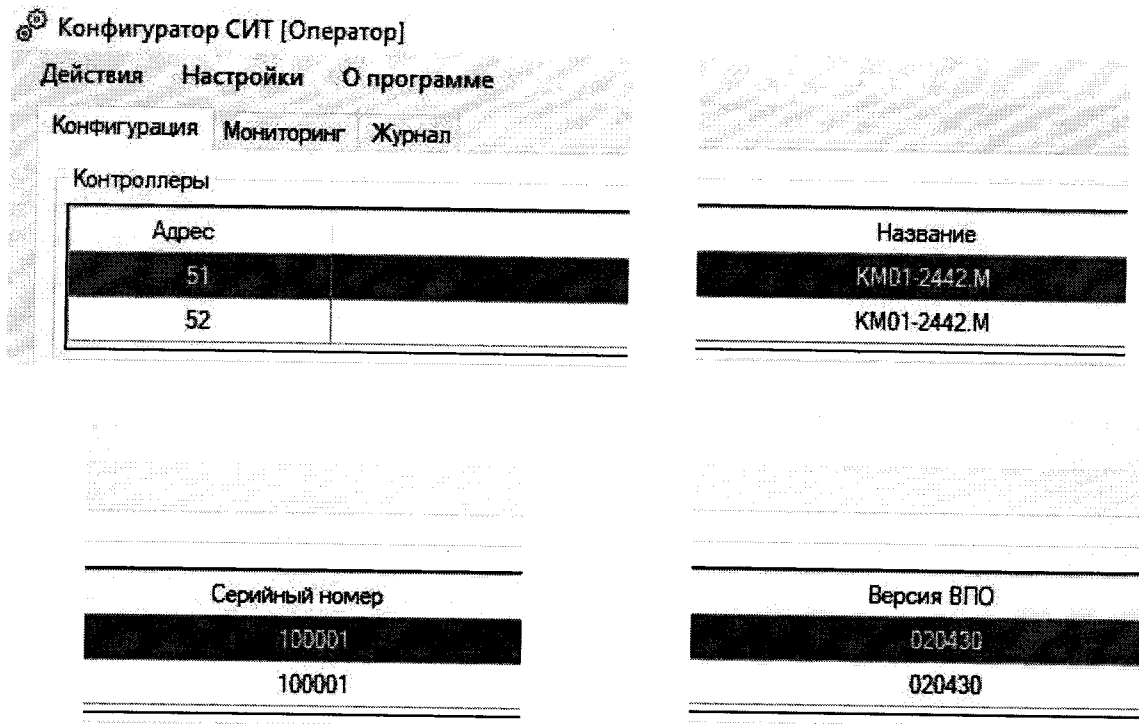 Конфигуратор СИТ [Оператор]
Действия Настройки О программе
Конфигурация Мониторинг Журнал
Контроллеры
Адрес Название
51 KM01-2442.M
52 KM01-2442.M
Серийный номер Версия ВПО
100001 020430
100001 020430